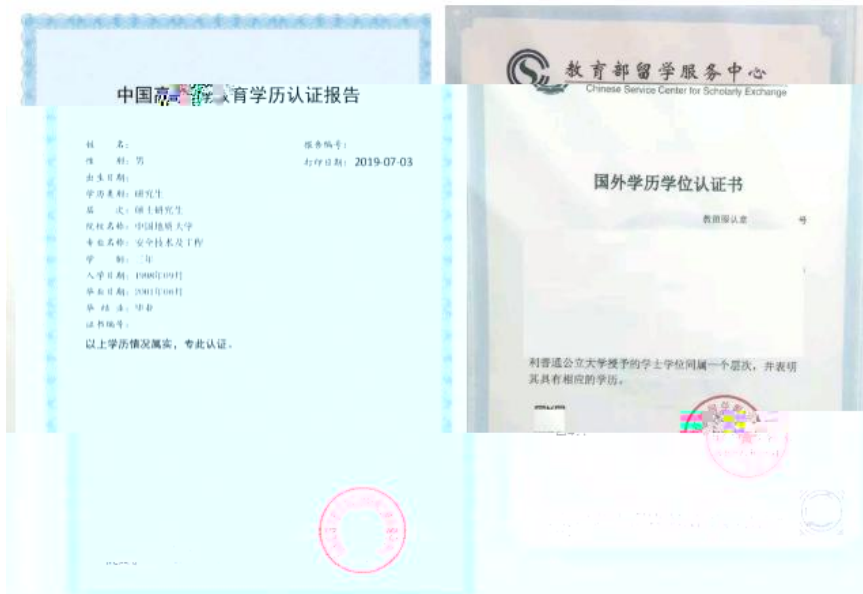 中国高 育学历认证报告
姓 名:
报告编号:
性 别: 男
打印日期: 2019-07-03
出生日期:
学历类别: 研究生
层 次: 硕士研究生
院校名称: 中国地质大学
专业名称: 安全技术及工程
学 制: 三年
入学日期: 1998年09月
毕业日期: 2001年06月
毕 结 业: 毕业
证书编号:
以上学历情况属实，专此认证。
教育部留学服务中心
Chinese Service Center for Scholarly Exchange
国外学历学位认证书
教留服认意 号
利普通公立大学授予的学士学位同属一个层次，并表明
其具有相应的学历。